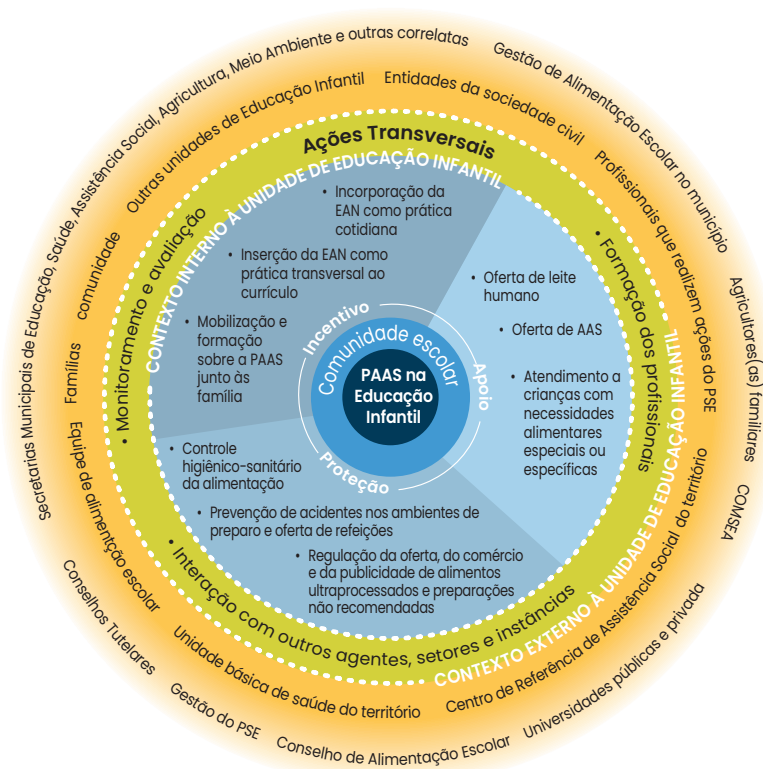 Secretarias Municipais de Educação, Saúde, Assistência Social, Agricultura, Meio Ambiente e outras correlatas
Gestão de Alimentação Escolar no município
Agricultores(as) familiares
COMSEA
Universidades públicas e privada
Conselho de Alimentação Escolar
Gestão do PSE
Conselhos Tutelares
Famílias
comunidade
Outras unidades de Educação Infantil
Entidades da sociedade civil
Profissionais que realizem ações do PSE
Centro de Referência de Assistência Social do território
Unidade básica de saúde do território
Equipe de alimentção escolar
Ações Transversais
• Monitoramento e avaliação
• Formação dos profissionais
• Interação com outros agentes, setores e instâncias
CONTEXTO INTERNO À UNIDADE DE EDUCAÇÃO INFANTIL
CONTEXTO EXTERNO À UNIDADE DE EDUCAÇÃO INFANTIL
• Incorporação da
EAN como prática
cotidiana
• Inserção da EAN como
prática transversal ao
currículo
• Mobilização e
formação
sobre a PAAS
junto às
família
• Oferta de leite
humano
• Oferta de AAS
• Atendimento a
crianças com
necessidades
alimentares
especiais ou
específicas
Incentivo
Apoio
Proteção
Comunidade escolar
PAAS na
Educação
Infantil
• Controle
higiênico-sanitário
da alimentação
• Prevenção de acidentes nos ambientes de
preparo e oferta de refeições
• Regulação da oferta, do comércio
e da publicidade de alimentos
ultraprocessados e preparações
não recomendadas